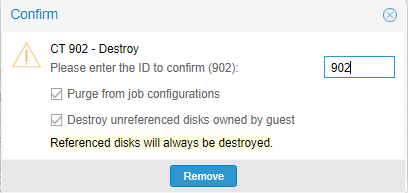 Confirm
CT 902 - Destroy
Please enter the ID to confirm (902):
902
Purge from job configurations
Destroy unreferenced disks owned by guest
Referenced disks will always be destroyed.
Remove